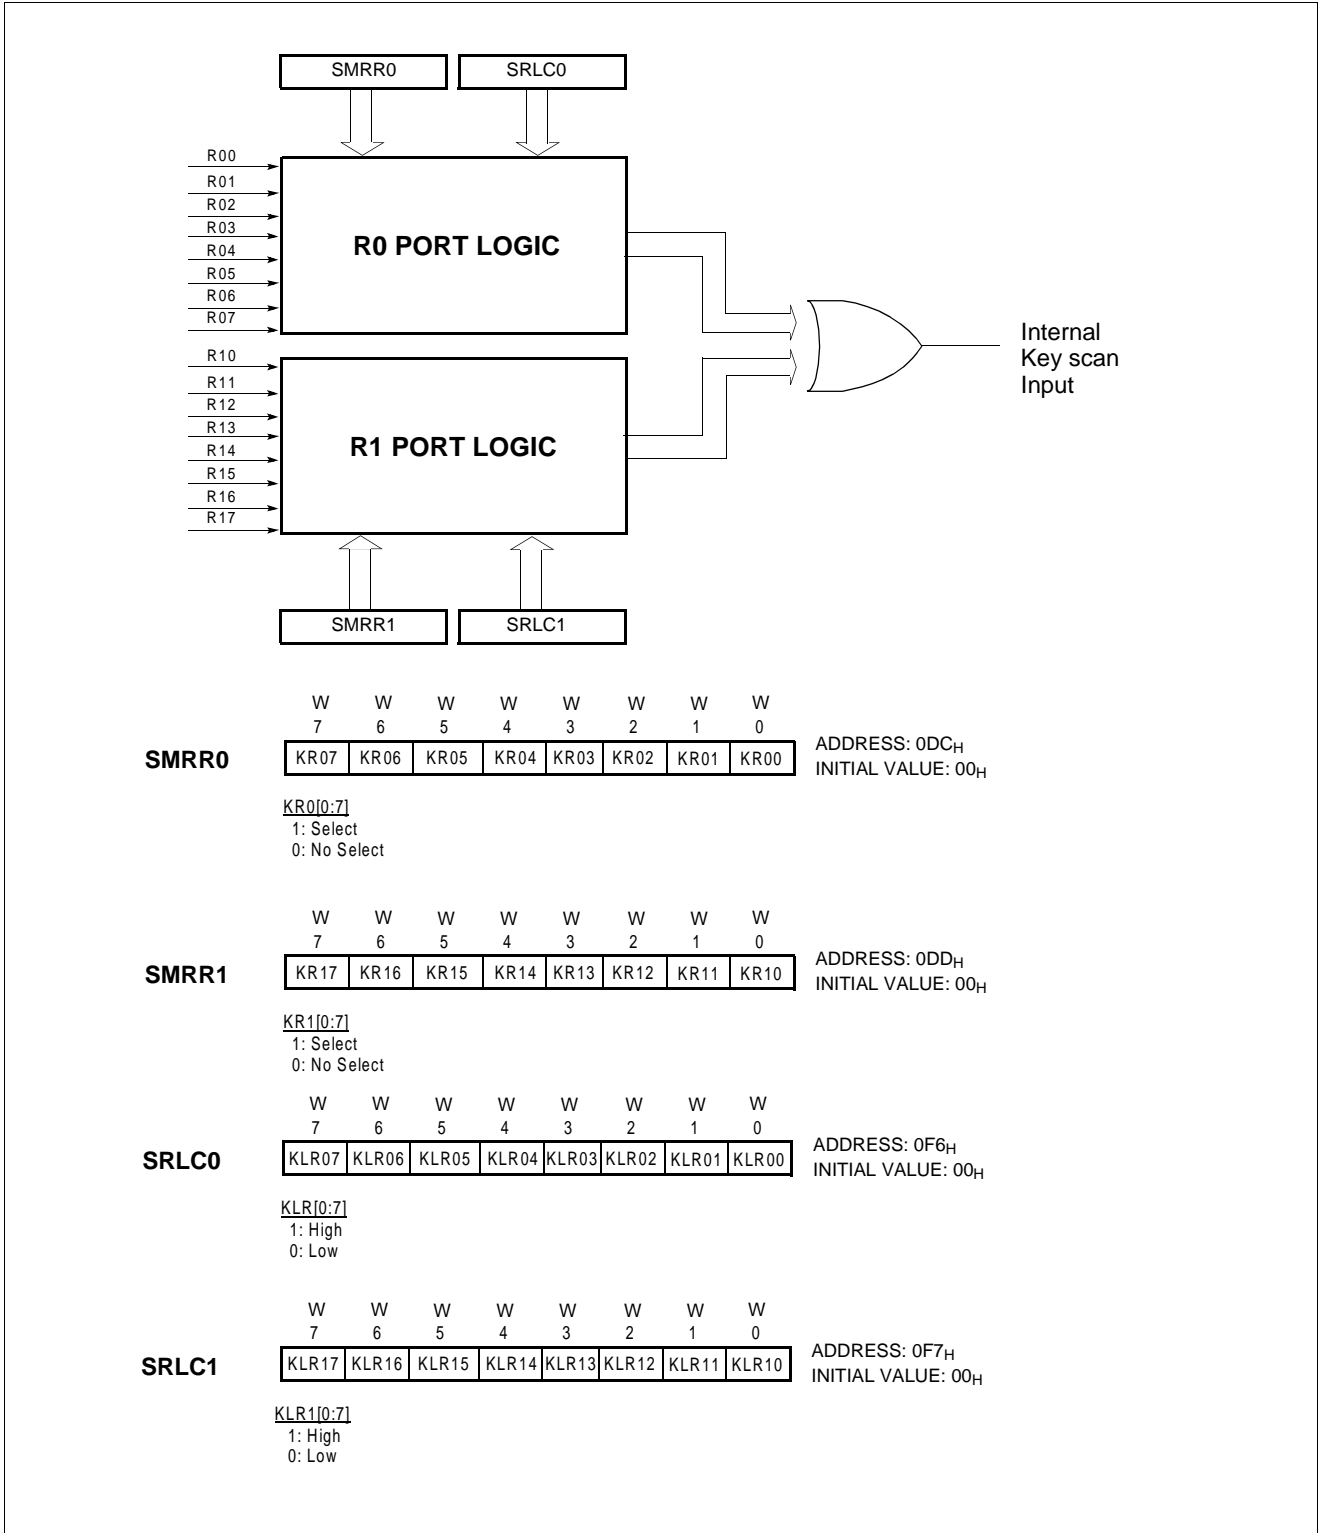 SMRR0 SRLC0
R00
R01
R02
R03
R04
R05
R06
R07
R0 PORT LOGIC
R10
R11
R12
R13
R14
R15
R16
R17
R1 PORT LOGIC
Internal
Key scan
Input
SMRR1 SRLC1
W W W W W W W W
7 6 5 4 3 2 1 0
SMRR0 KR07 KR06 KR05 KR04 KR03 KR02 KR01 KR00
ADDRESS: 0DCH
INITIAL VALUE: 00H
KR0[0:7]
1: Select
0: No Select
W W W W W W W W
7 6 5 4 3 2 1 0
SMRR1 KR17 KR16 KR15 KR14 KR13 KR12 KR11 KR10
ADDRESS: 0DDH
INITIAL VALUE: 00H
KR1[0:7]
1: Select
0: No Select
W W W W W W W W
7 6 5 4 3 2 1 0
SRLC0 KLR07 KLR06 KLR05 KLR04 KLR03 KLR02 KLR01 KLR00
ADDRESS: 0F6H
INITIAL VALUE: 00H
KLR[0:7]
1: High
0: Low
W W W W W W W W
7 6 5 4 3 2 1 0
SRLC1 KLR17 KLR16 KLR15 KLR14 KLR13 KLR12 KLR11 KLR10
ADDRESS: 0F7H
INITIAL VALUE: 00H
KLR1[0:7]
1: High
0: Low